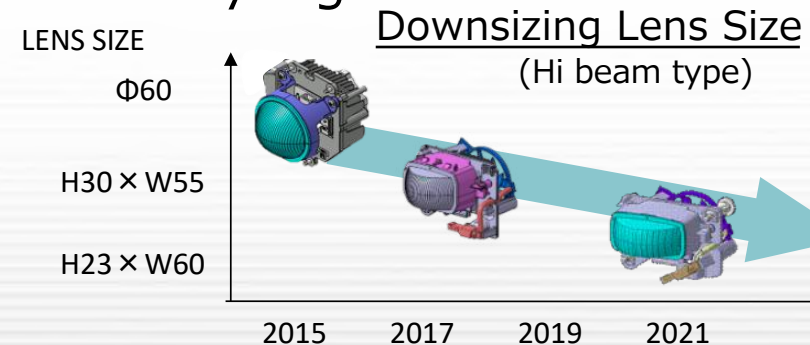 Downsizing Lens Size
(Hi beam type)
LENS SIZE
Φ60
H30 × W55
H23 × W60
2015 2017 2019 2021